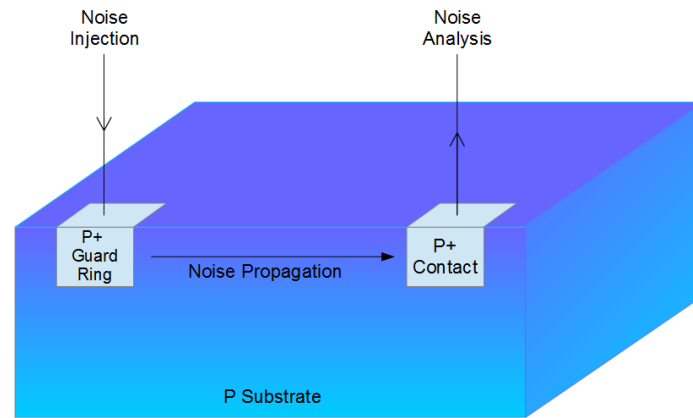 Noise
Injection
Noise
Analysis
P+
Guard
Ring
P+
Contact
Noise Propagation
P Substrate